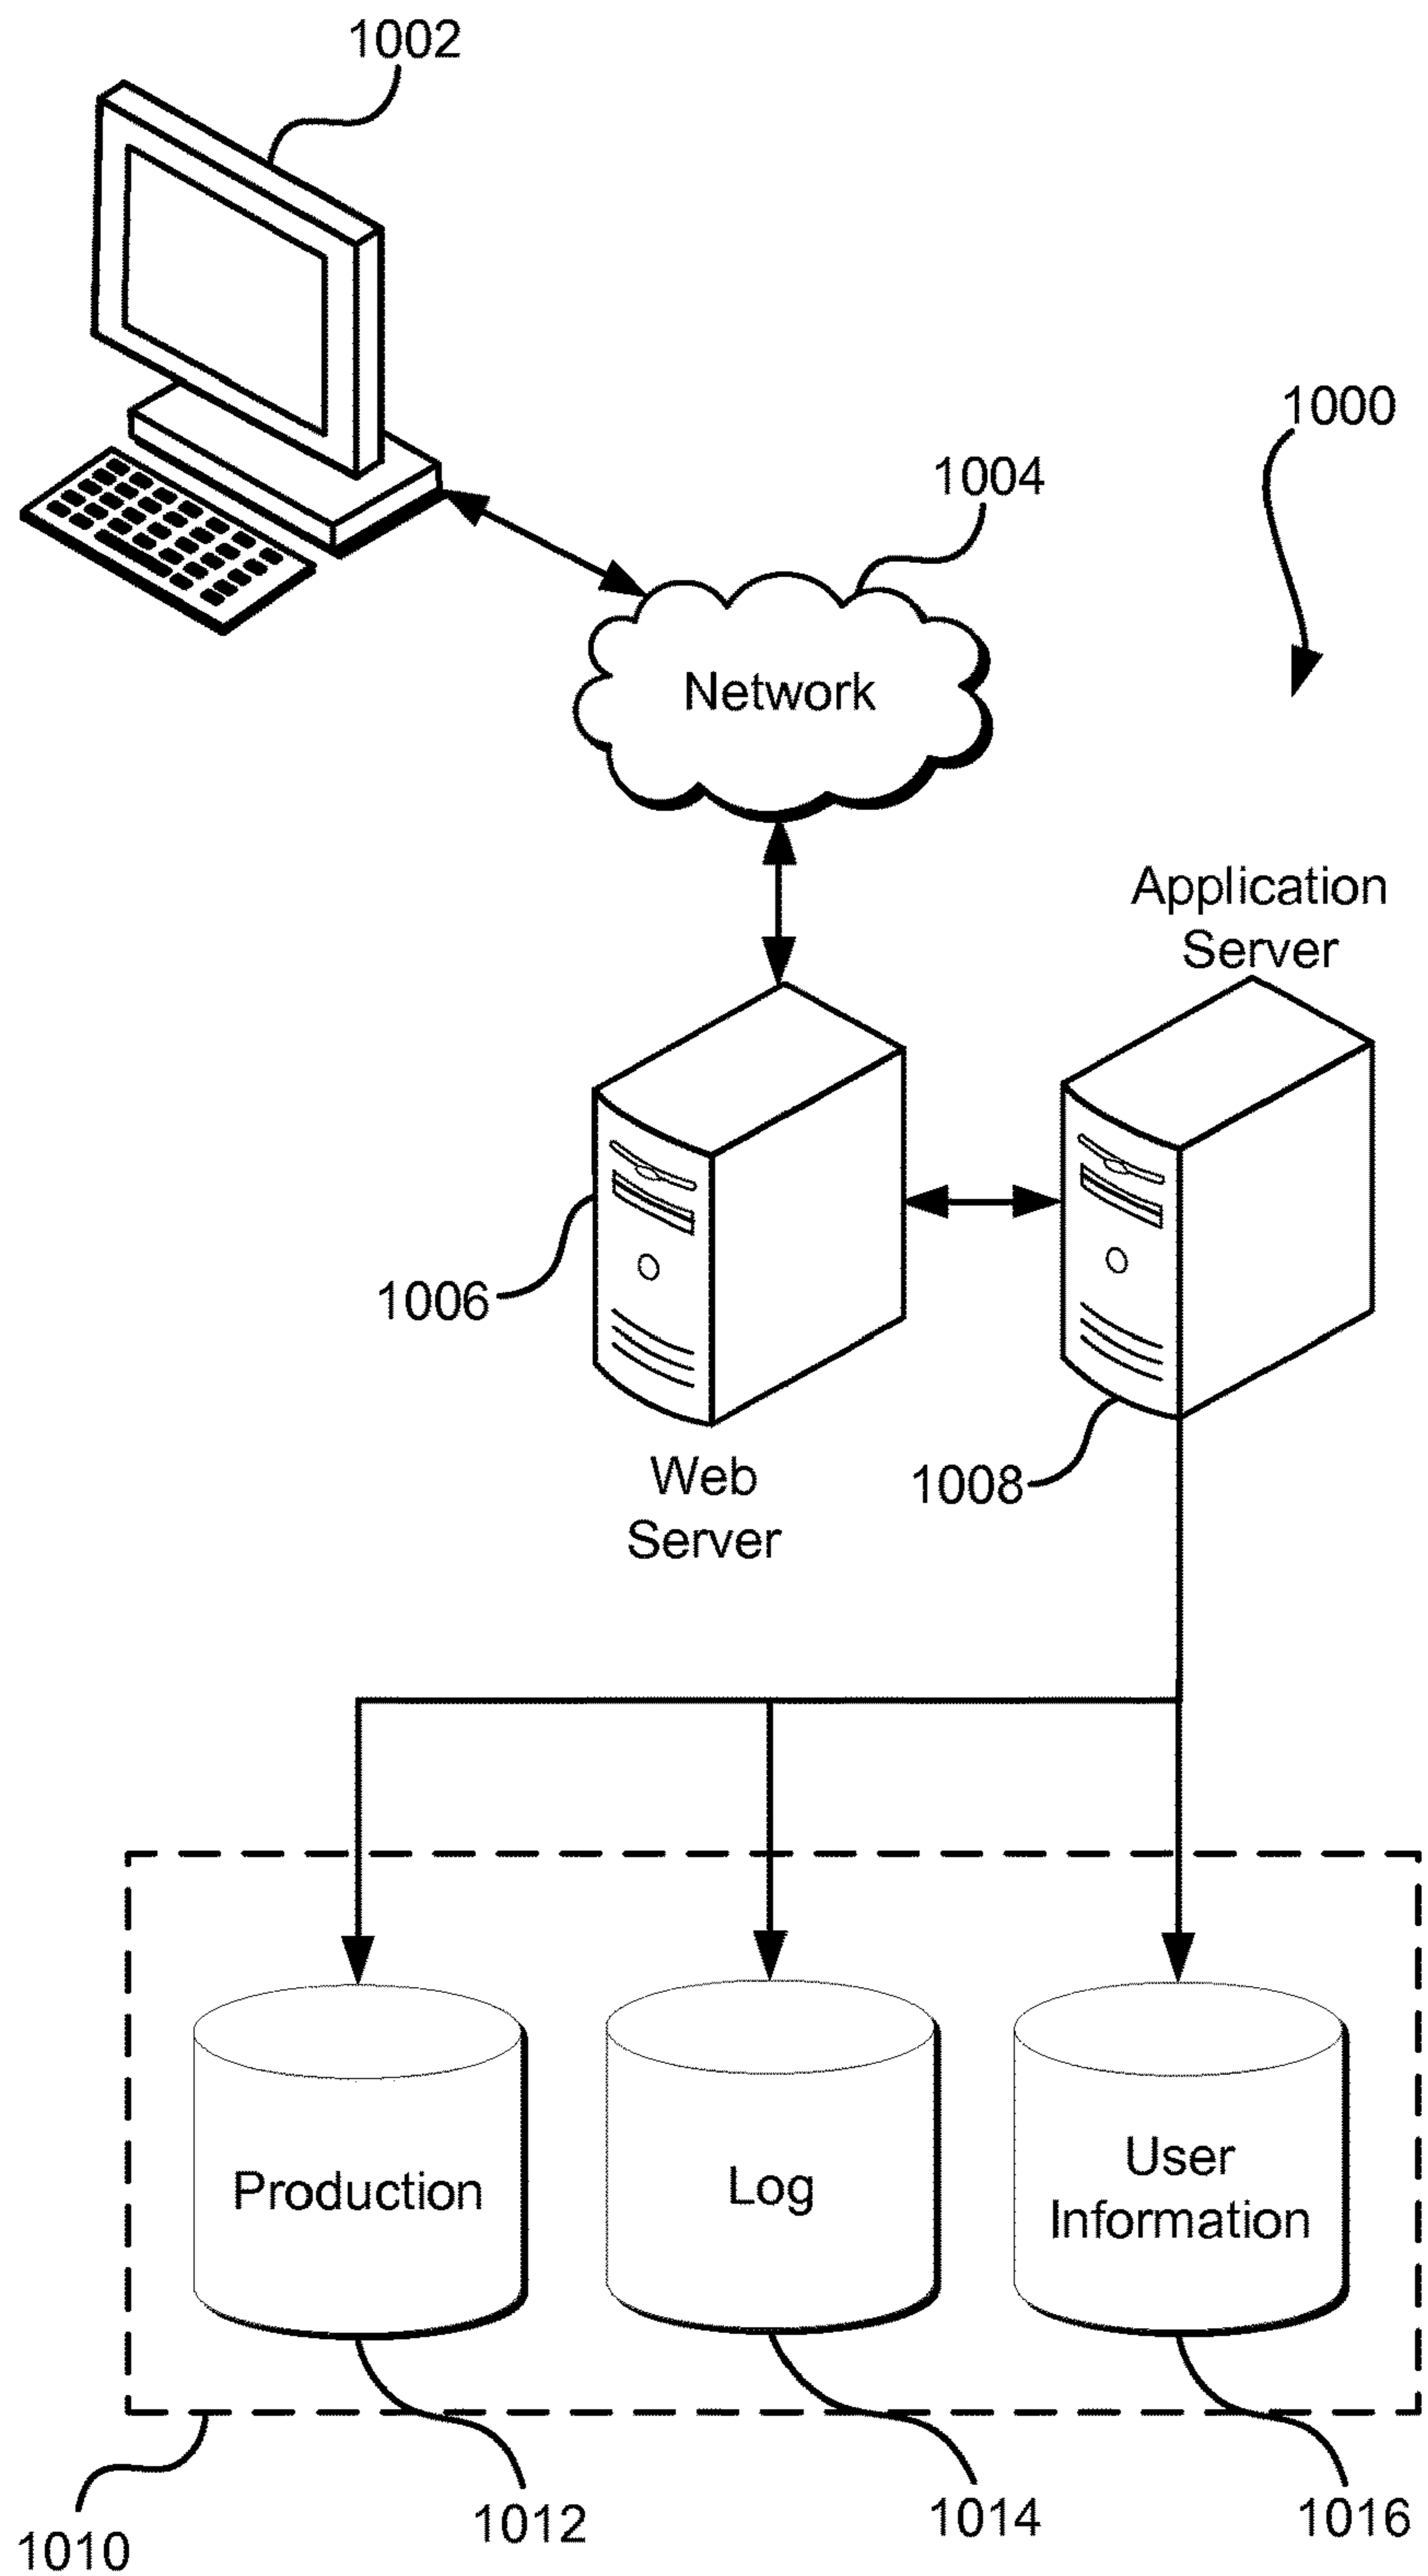 1002
1000
1004
Network
Application
Server
1006
Web
Server
1008
Production
Log
User
Information
1010
1012
1014
1016